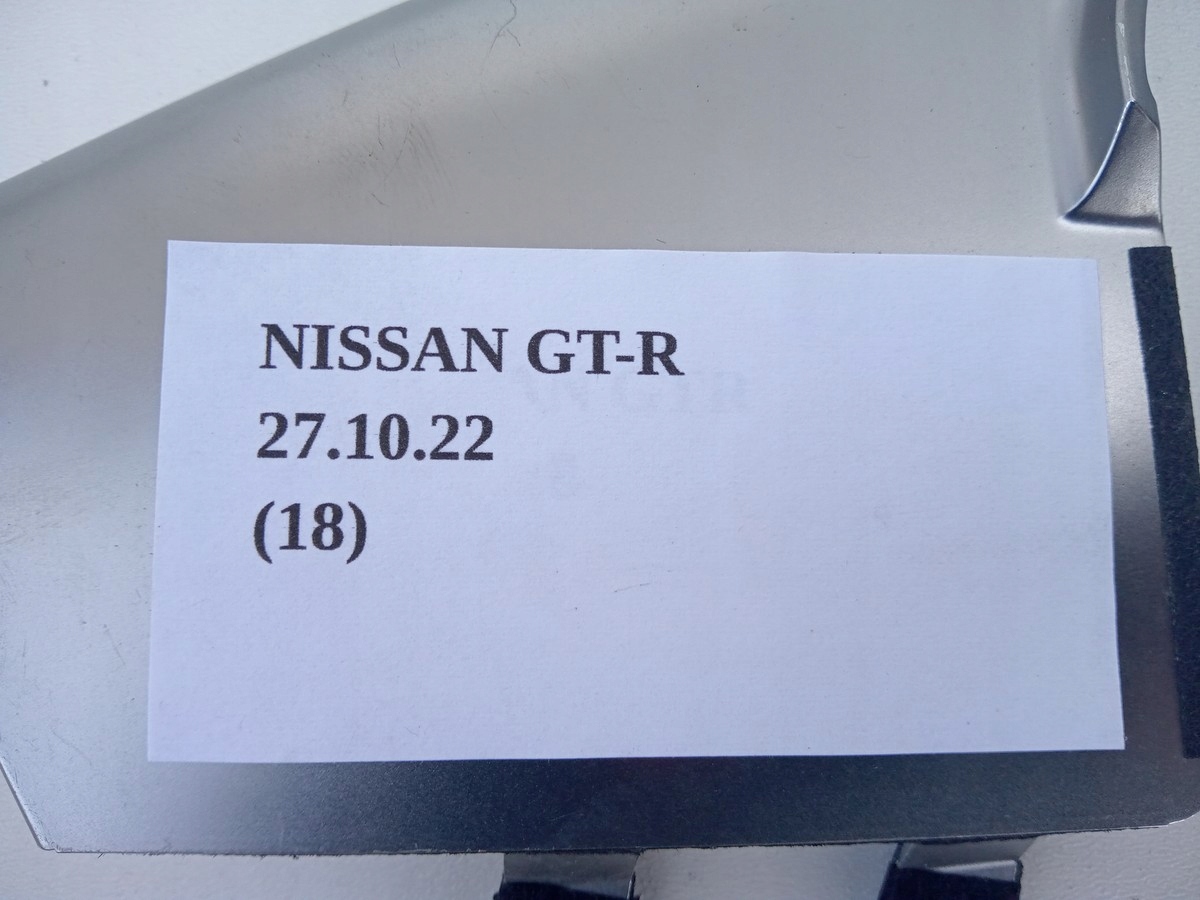 NISSAN GT-R
27.10.22
(18)